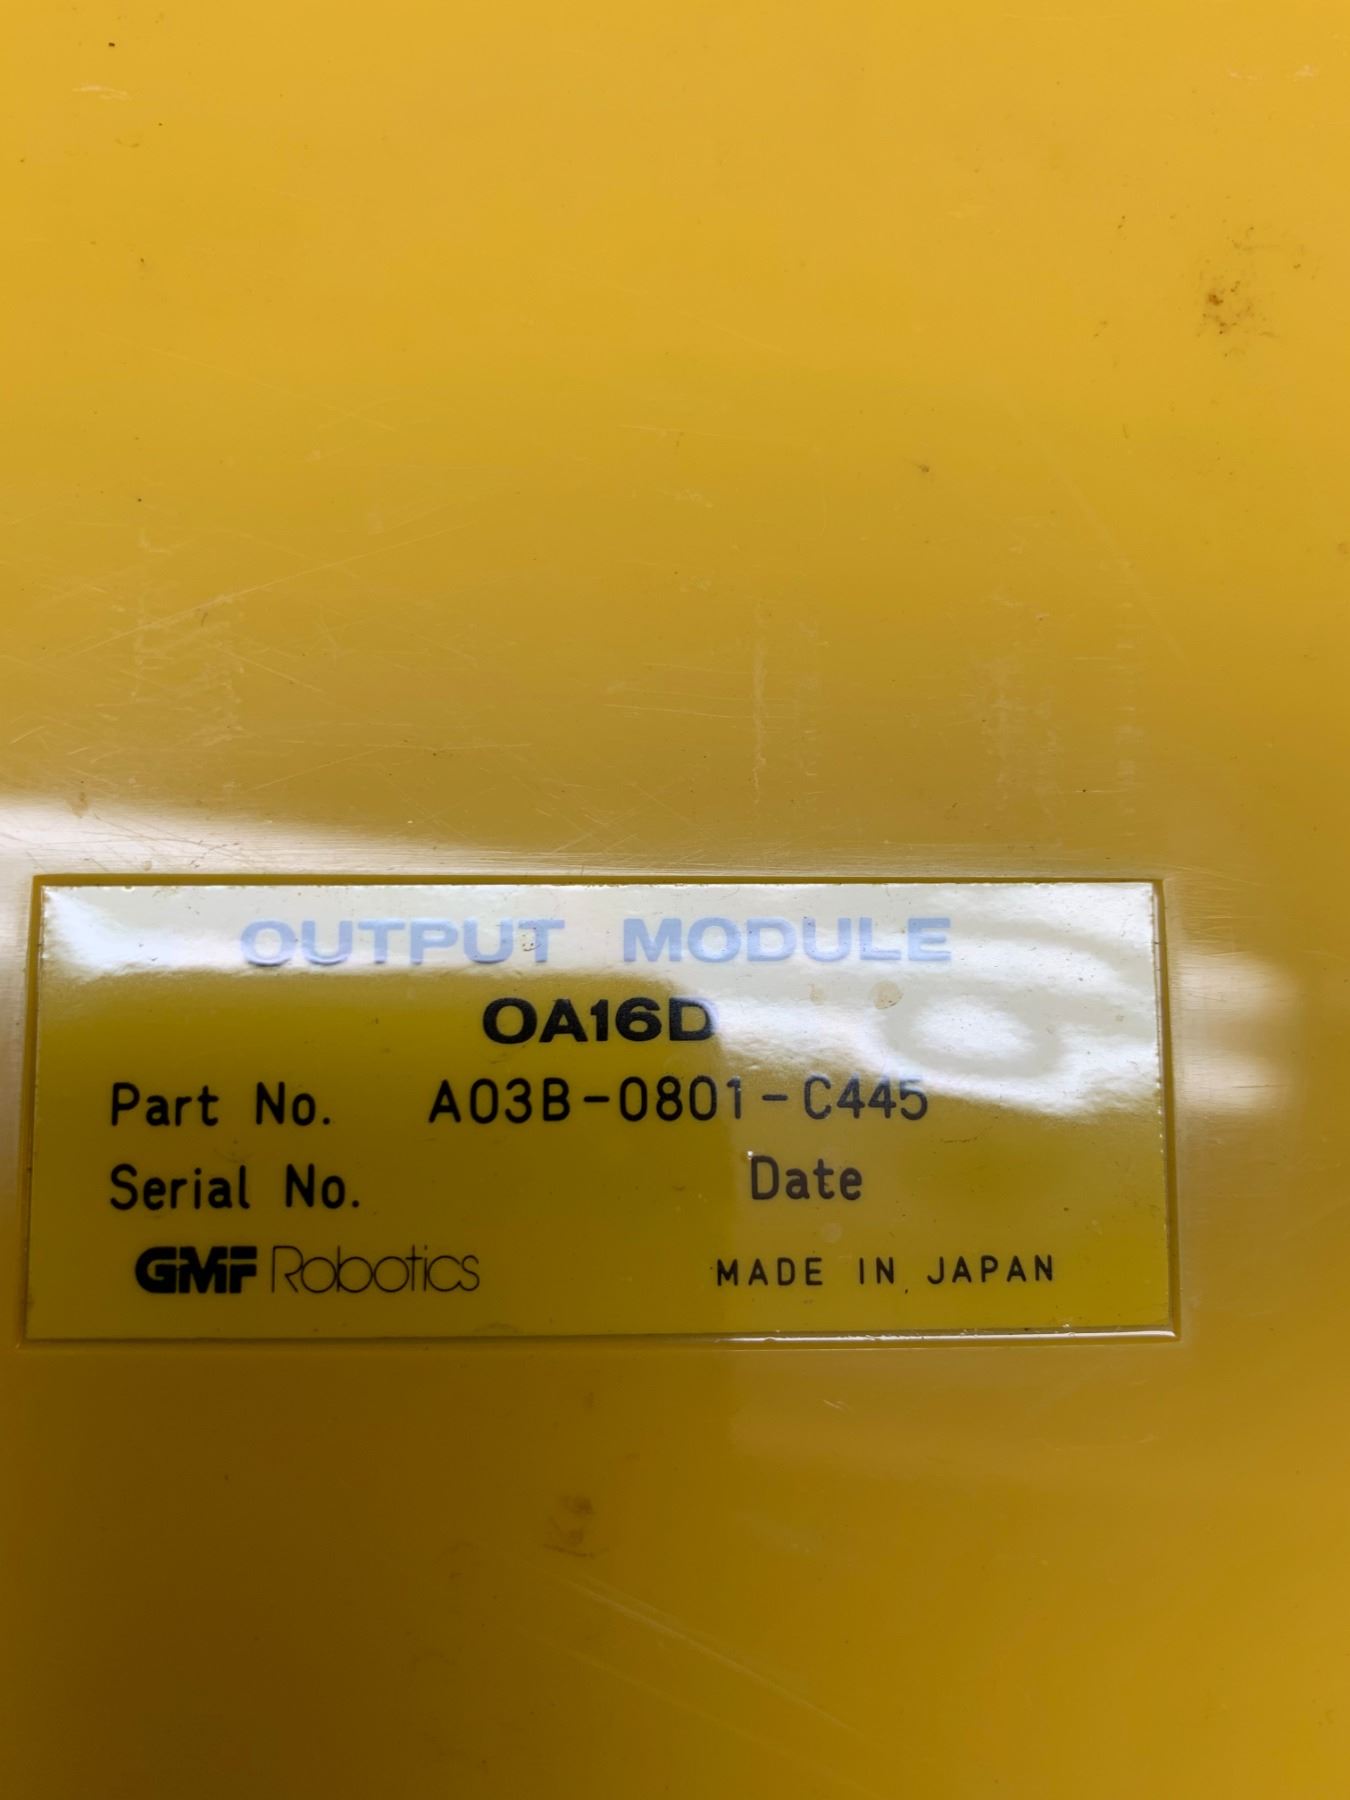 OUTPUT MODULE
OA16D
Part No. A03B-0801-C445
Serial No. Date
GMF Robotics MADE IN JAPAN